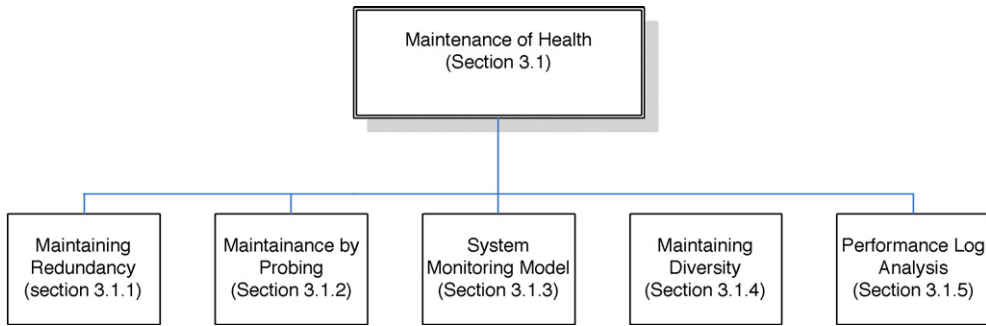 Maintenance of Health
(Section 3.1)
Maintaining
Redundancy
(section 3.1.1)
Maintainance by
Probing
(Section 3.1.2)
System
Monitoring Model
(Section 3.1.3)
Maintaining
Diversity
(Section 3.1.4)
Performance Log
Analysis
(Section 3.1.5)